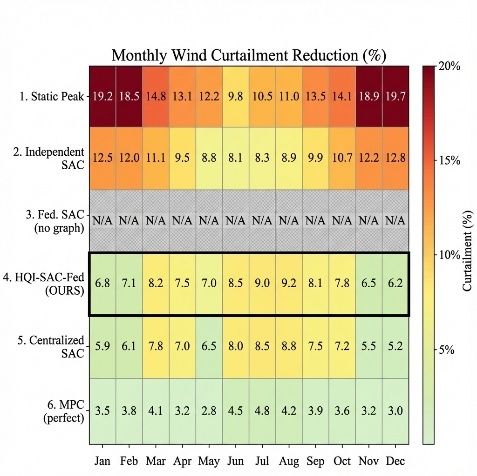 Monthly Wind Curtailment Reduction (%)
1. Static Peak 19.2 18.5 14.8 13.1 12.2 9.8 10.5 11.0 13.5 14.1 18.9 19.7
2. Independent
SAC
12.5 12.0 11.1 9.5 8.8 8.1 8.3 8.9 9.9 10.7 12.2 12.8
3. Fed. SAC
(no graph)
N/A N/A N/A N/A N/A N/A N/A N/A N/A N/A N/A N/A
4. HQI-SAC-Fed
(OURS)
6.8 7.1 8.2 7.5 7.0 8.5 9.0 9.2 8.1 7.8 6.5 6.2
5. Centralized
SAC
5.9 6.1 7.8 7.0 6.5 8.0 8.5 8.8 7.5 7.2 5.5 5.2
6. MPC
(perfect)
3.5 3.8 4.1 3.2 2.8 4.5 4.8 4.2 3.9 3.6 3.2 3.0
Jan Feb Mar Apr May Jun Jul Aug Sep Oct Nov Dec
20%
15%
10%
5%
Curtailment (%)